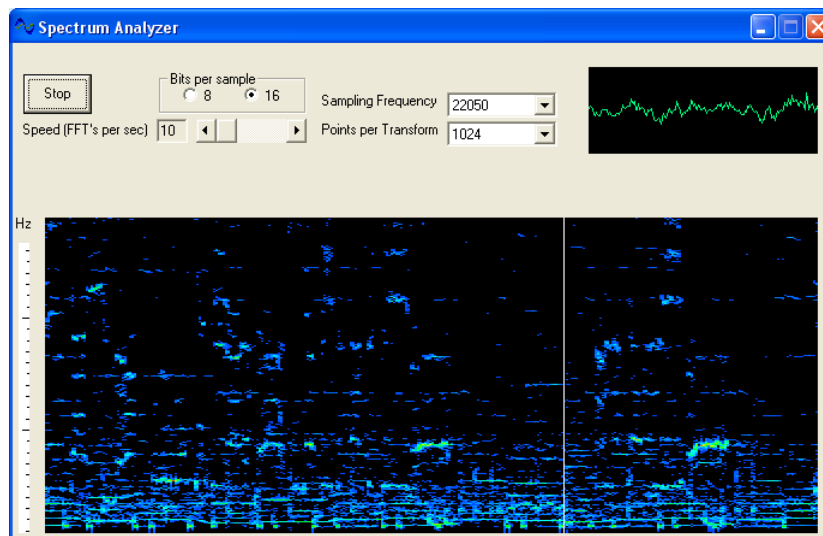 Spectrum Analyzer
Stop
Bits per sample
8 16
Speed (FFT's per sec) 10
Sampling Frequency 22050
Points per Transform 1024
Hz